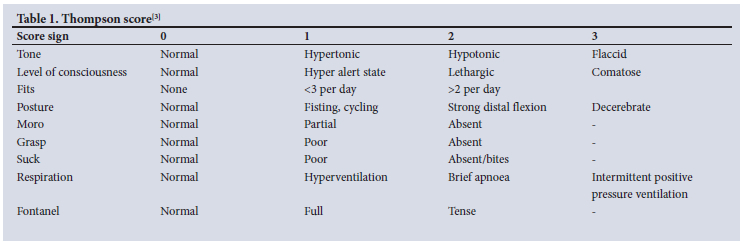 Table 1. Thompson score[3]
Score sign 0 1 2 3
Tone Normal Hypertonic Hypotonic Flaccid
Level of consciousness Normal Hyper alert state Lethargic Comatose
Fits None <3 per day >2 per day
Posture Normal Fisting, cycling Strong distal flexion Decerebrate
Moro Normal Partial Absent -
Grasp Normal Poor Absent -
Suck Normal Poor Absent/bites -
Respiration Normal Hyperventilation Brief apnoea Intermittent positive
pressure ventilation
Fontanel Normal Full Tense -